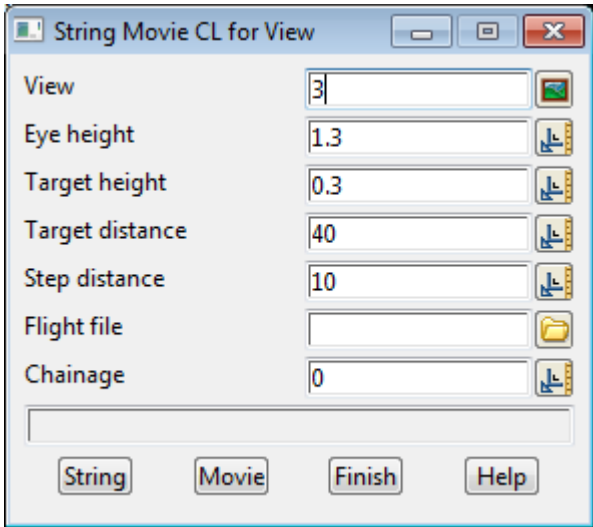 String Movie CL for View
View 3
Eye height 1.3
Target height 0.3
Target distance 40
Step distance 10
Flight file
Chainage 0
String Movie Finish Help